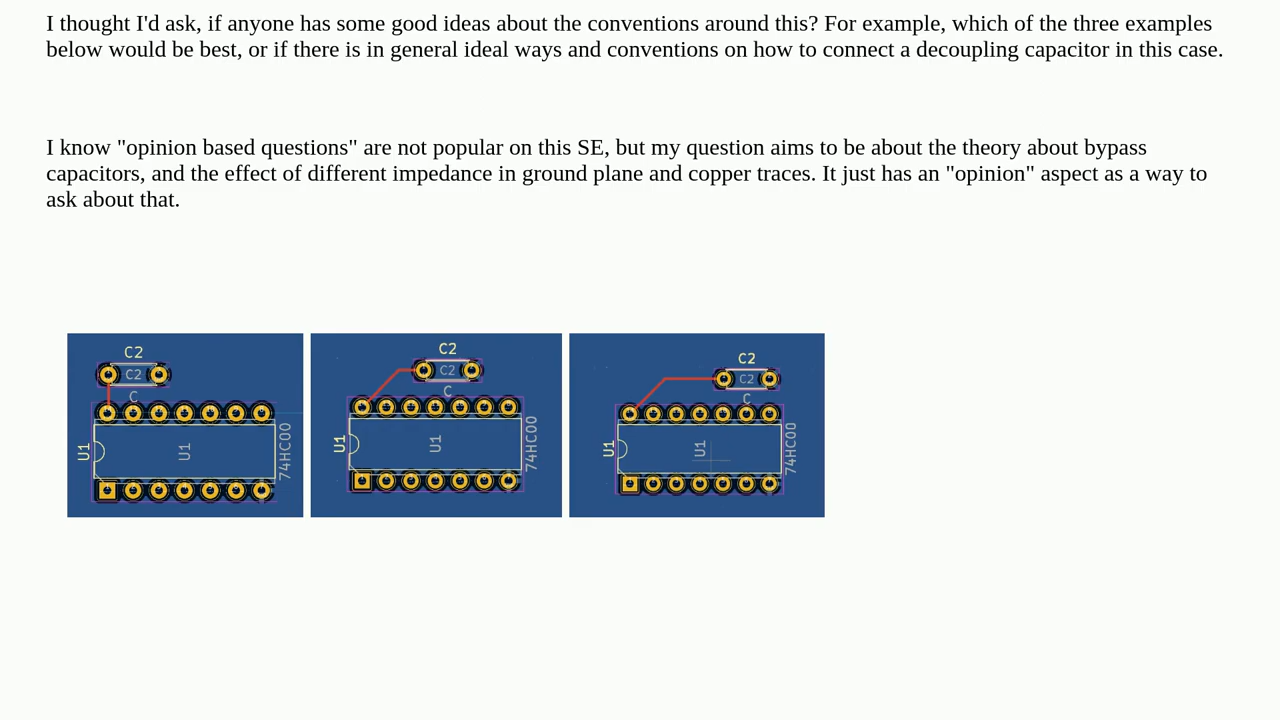 I thought I'd ask, if anyone has some good ideas about the conventions around this? For example, which of the three examples
below would be best, or if there is in general ideal ways and conventions on how to connect a decoupling capacitor in this case.
I know "opinion based questions" are not popular on this SE, but my question aims to be about the theory about bypass
capacitors, and the effect of different impedance in ground plane and copper traces. It just has an "opinion" aspect as a way to
ask about that.
C2
C2
C
U1
U1
74HC00
C2
C2
C
U1
U1
74HC00
C2
C2
C
U1
U1
74HC00